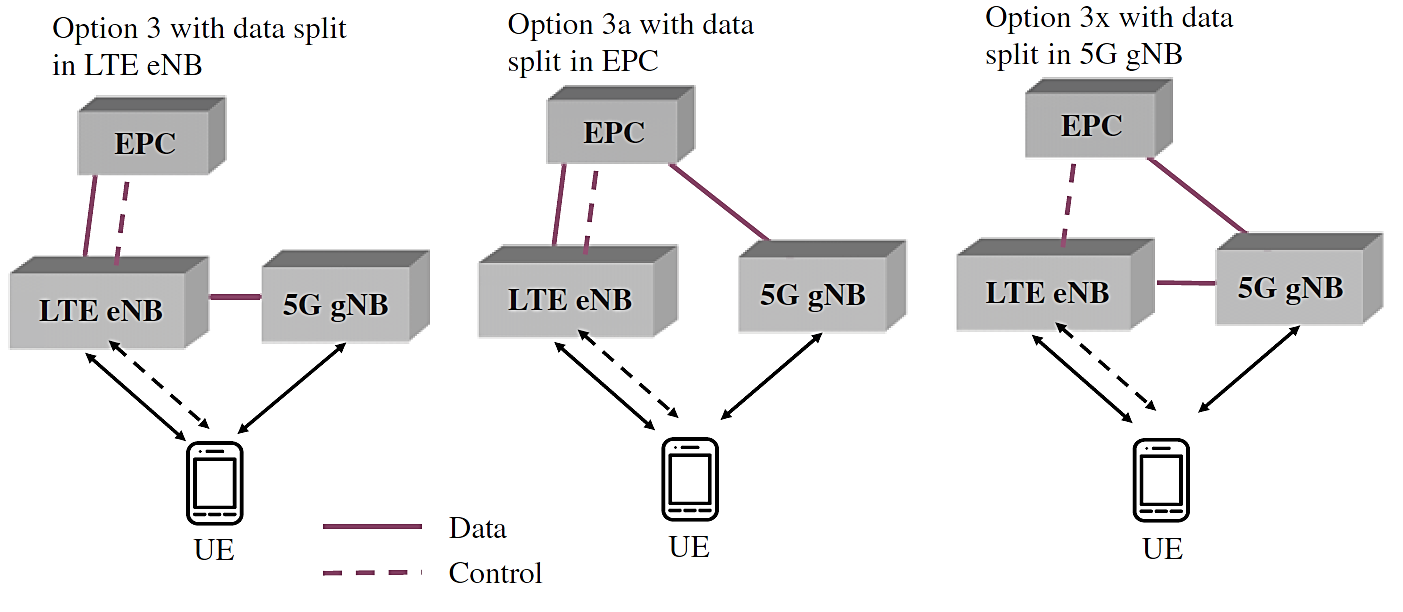 Option 3 with data split
in LTE eNB
EPC
LTE eNB
5G gNB
UE
Option 3a with data
split in EPC
EPC
LTE eNB
5G gNB
UE
Option 3x with data
split in 5G gNB
EPC
LTE eNB
5G gNB
UE
Data
Control